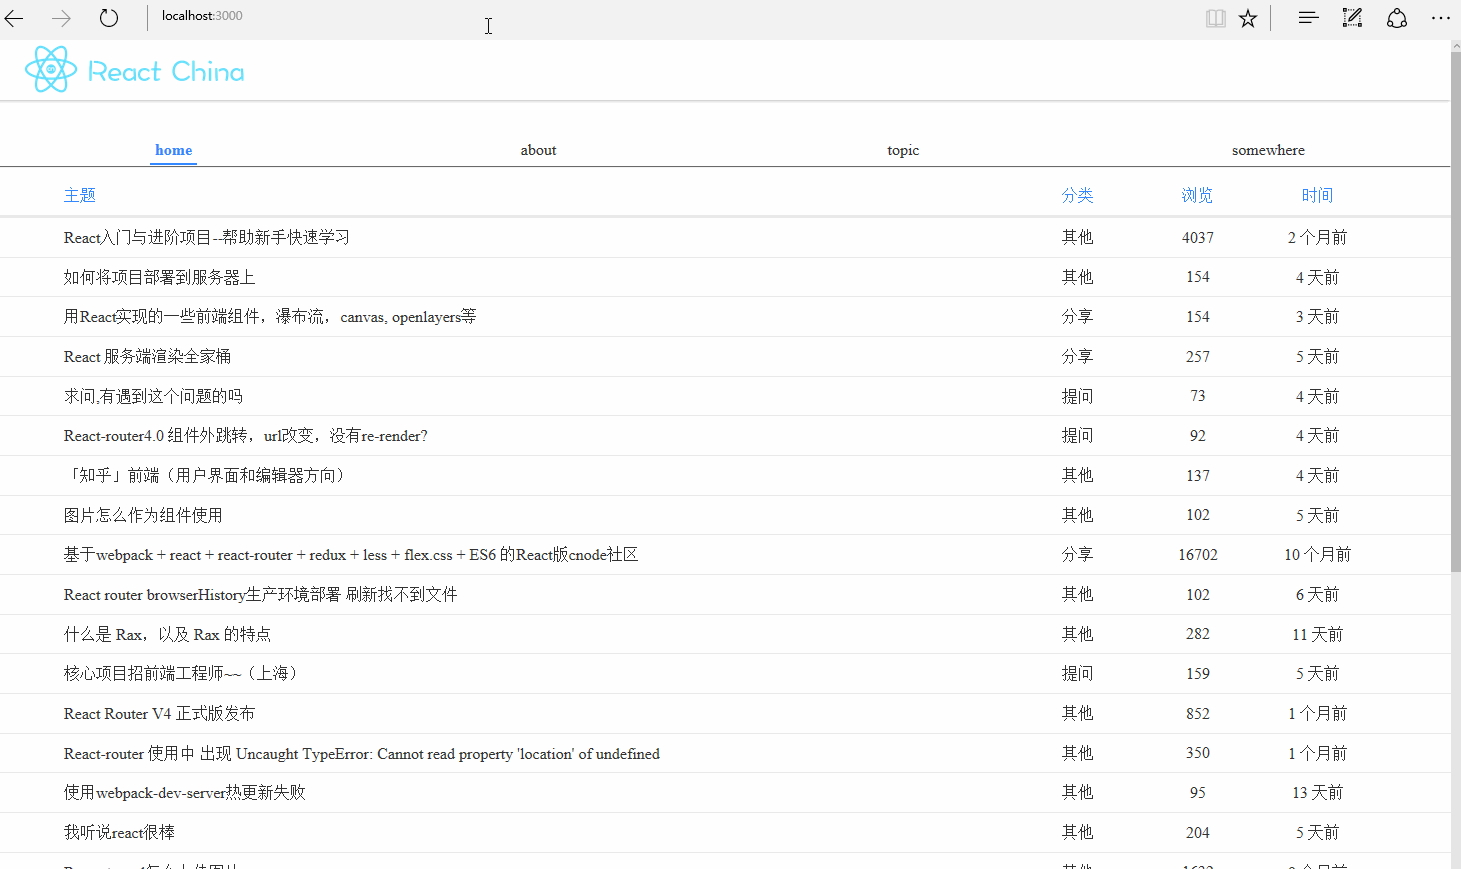 localhost:3000
React China
home about topic somewhere
主题 分类 浏览 时间
React入门与进阶项目--帮助新手快速学习 其他 4037 2 个月前
如何将项目部署到服务器上 其他 154 4 天前
用React实现的一些前端组件，瀑布流，canvas, openlayers等 分享 154 3 天前
React 服务端渲染全家桶 分享 257 5 天前
求问,有遇到这个问题的吗 提问 73 4 天前
React-router4.0 组件外跳转，url改变，没有re-render? 提问 92 4 天前
「知乎」前端（用户界面和编辑器方向） 其他 137 4 天前
图片怎么作为组件使用 其他 102 5 天前
基于webpack + react + react-router + redux + less + flex.css + ES6 的React版cnode社区 分享 16702 10 个月前
React router browserHistory生产环境部署 刷新找不到文件 其他 102 6 天前
什么是 Rax，以及 Rax 的特点 其他 282 11 天前
核心项目招前端工程师~~（上海） 提问 159 5 天前
React Router V4 正式版发布 其他 852 1 个月前
React-router 使用中 出现 Uncaught TypeError: Cannot read property 'location' of undefined 其他 350 1 个月前
使用webpack-dev-server热更新失败 其他 95 13 天前
我听说react很棒 其他 204 5 天前